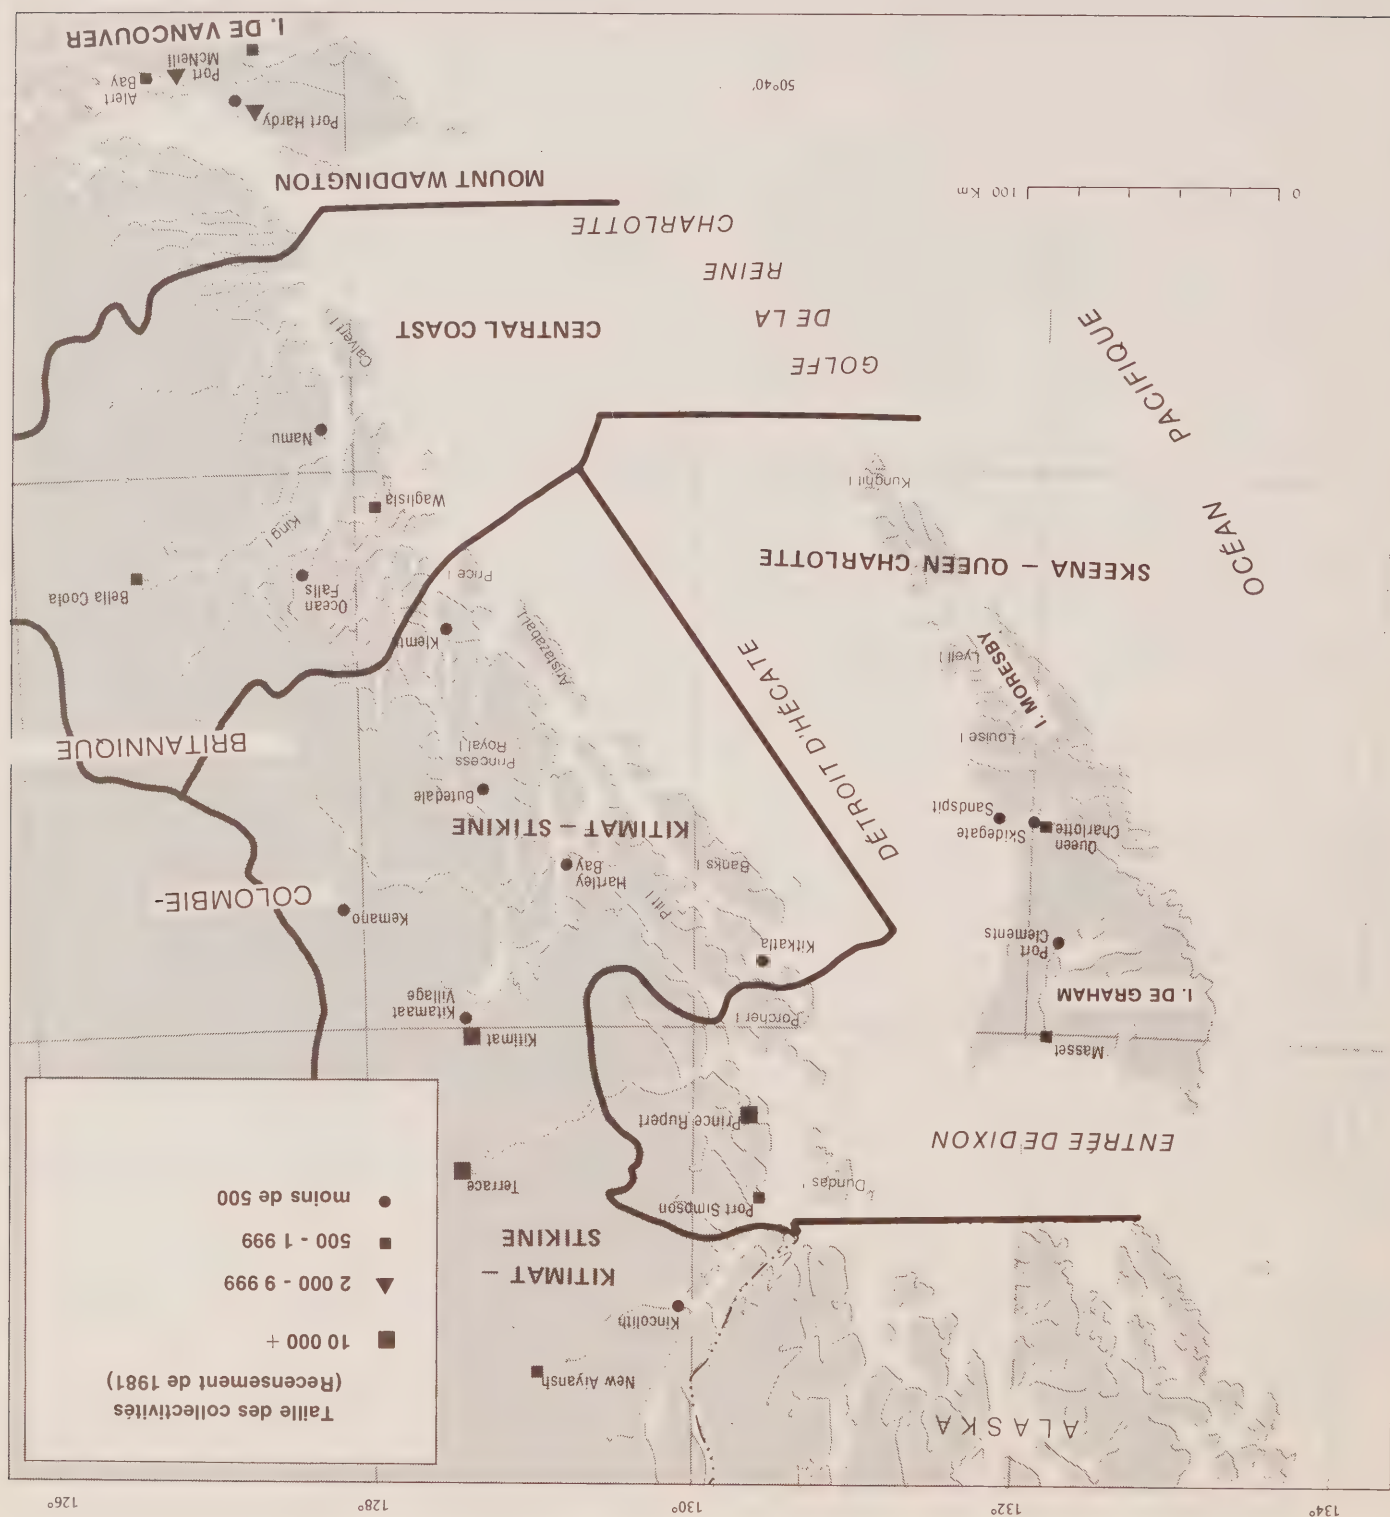 134°
132°
130°
128°
126°
ALASKA
New Aiyansh
Kincolith
KITIMAT –
STIKINE
Taille des collectivités
(Recensement de 1981)
10 000 +
2 000 - 9 999
500 - 1 999
moins de 500
Port Simpson
Dundas
Terrace
ENTRÉE DE DIXON
Prince Rupert
Masset
Kitimat
Kitamaat
Village
Porcher I
I. DE GRAHAM
Kitkatla
Port
Clements
Kemano
COLOMBIE-
Pitt I
Banks I
Hartley
Bay
Queen
Charlotte
Skidegate
Sandspit
KITIMAT – STIKINE
DÉTROIT D'HÉCATE
Butedale
Princess
Royal I
BRITANNIQUE
Louise I
I. MORESBY
Lyell I
Aristazabal I
Klemtu
Ocean
Falls
Bella Coola
Price I
OCÉAN
PACIFIQUE
SKEENA – QUEEN CHARLOTTE
King I
Waglisla
Kunghit I
Namu
GOLFE
DE LA
REINE
CHARLOTTE
Calvert I
CENTRAL COAST
0
100 Km
MOUNT WADDINGTON
Port Hardy
Alert
Bay
Port
McNeill
50°40'
I. DE VANCOUVER